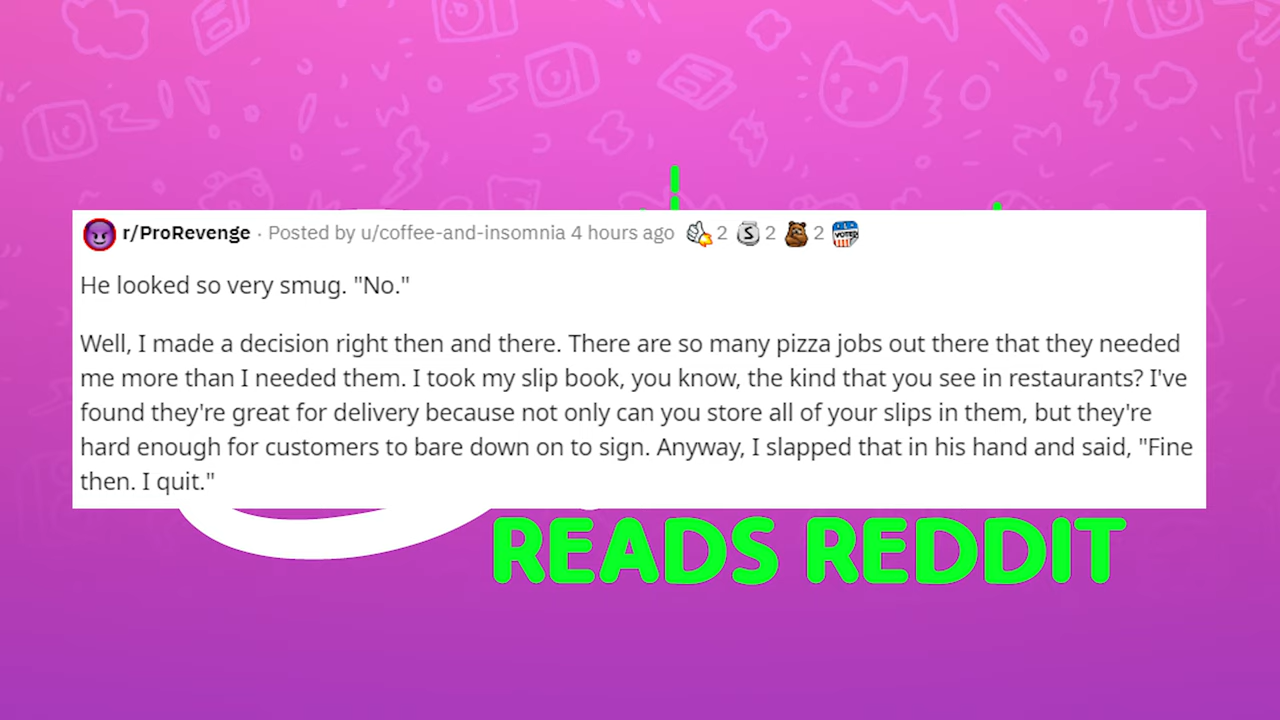 r/ProRevenge · Posted by u/coffee-and-insomnia 4 hours ago 2 2 2 VOTED
He looked so very smug. "No."
Well, I made a decision right then and there. There are so many pizza jobs out there that they needed
me more than I needed them. I took my slip book, you know, the kind that you see in restaurants? I've
found they're great for delivery because not only can you store all of your slips in them, but they're
hard enough for customers to bare down on to sign. Anyway, I slapped that in his hand and said, "Fine
then. I quit."
READS REDDIT